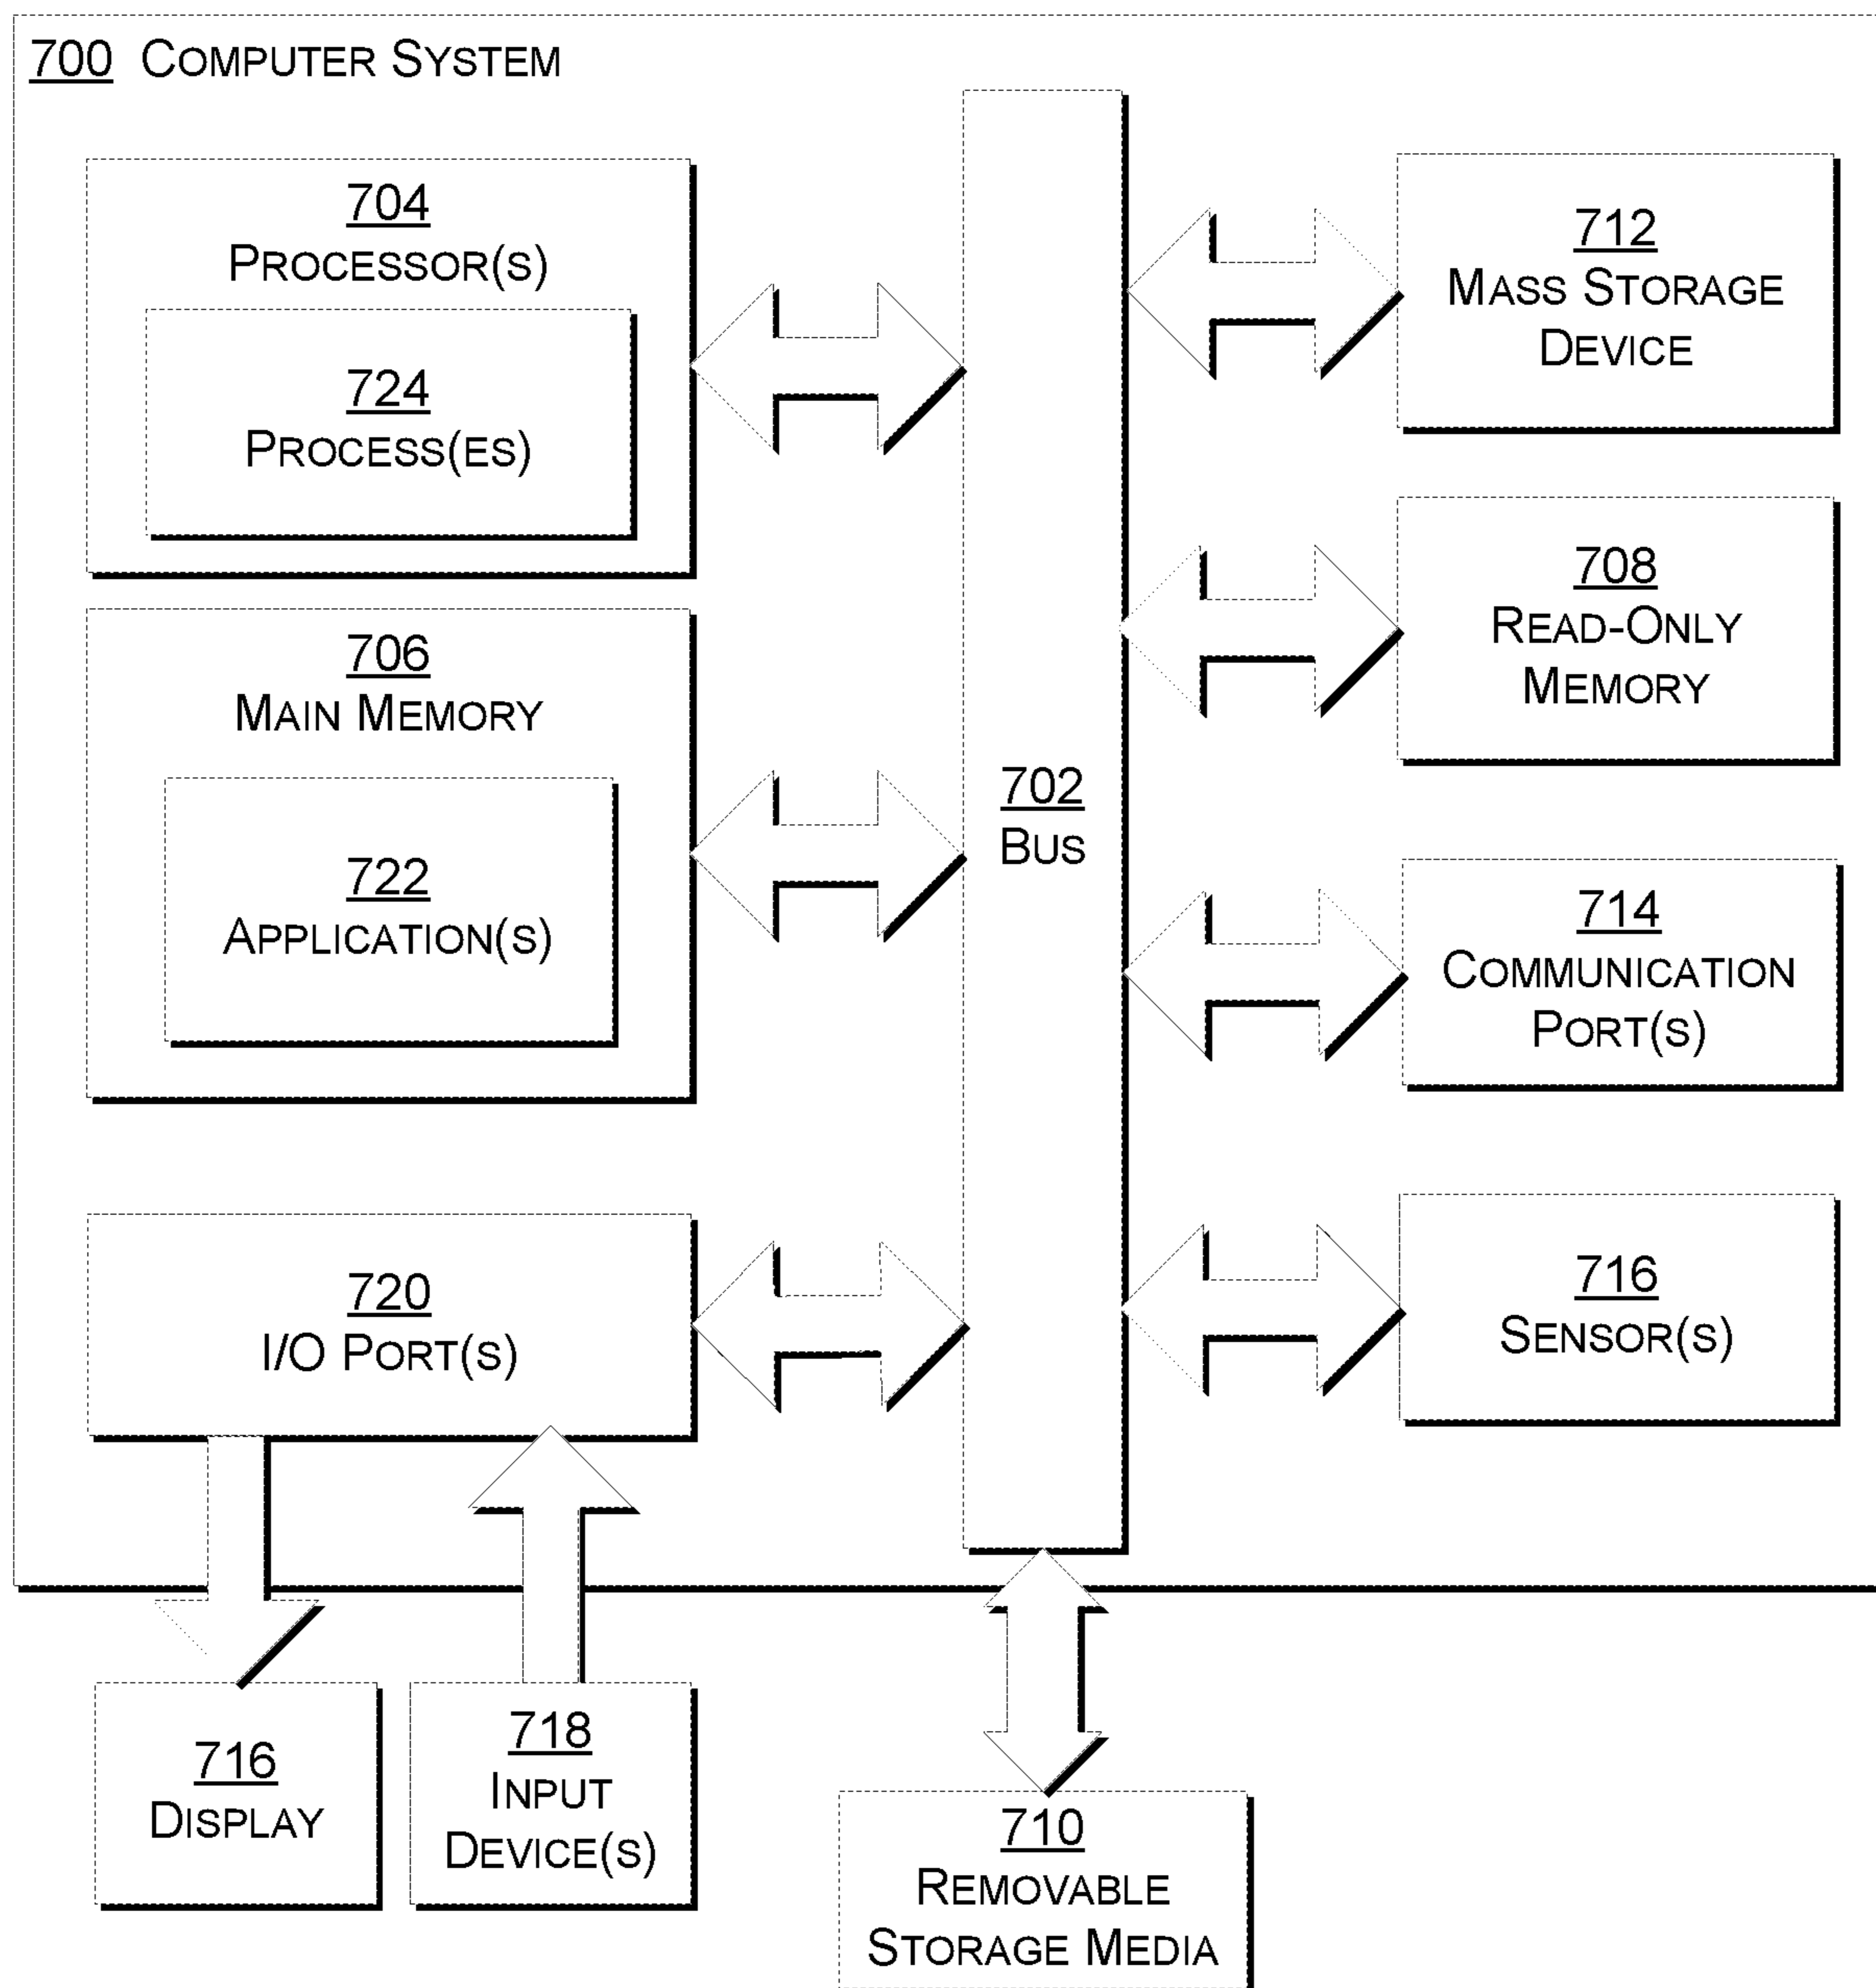 700 COMPUTER SYSTEM
704
PROCESSOR(S)
724
PROCESS(ES)
706
MAIN MEMORY
722
APPLICATION(S)
720
I/O PORT(S)
702
BUS
712
MASS STORAGE
DEVICE
708
READ-ONLY
MEMORY
714
COMMUNICATION
PORT(S)
716
SENSOR(S)
716
DISPLAY
718
INPUT
DEVICE(S)
710
REMOVABLE
STORAGE MEDIA